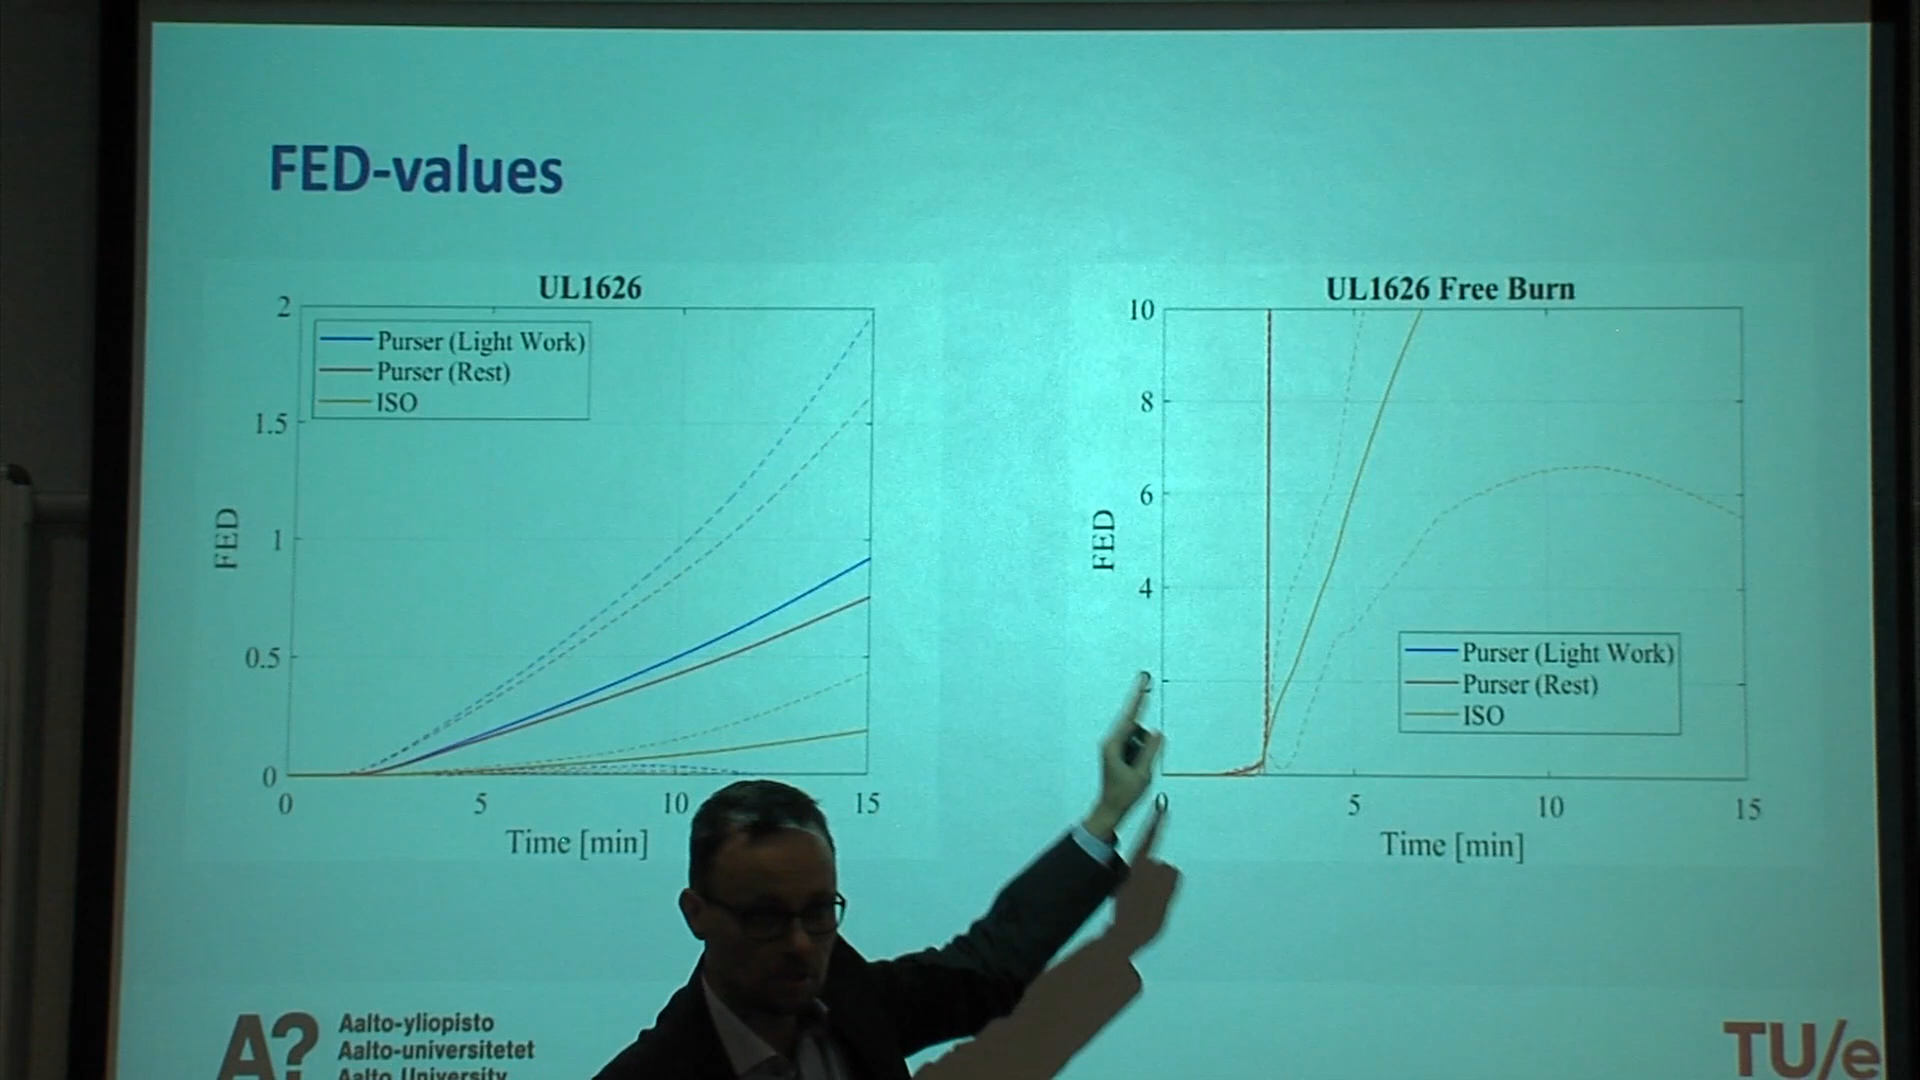 FED-values
UL1626
2
1.5
1
0.5
0
FED
Purser (Light Work)
Purser (Rest)
ISO
0 5 10 15
Time [min]
UL1626 Free Burn
10
8
6
4
2
FED
Purser (Light Work)
Purser (Rest)
ISO
0 5 10 15
Time [min]
A?
Aalto-yliopisto
Aalto-universitetet
Aalto University
TU/e